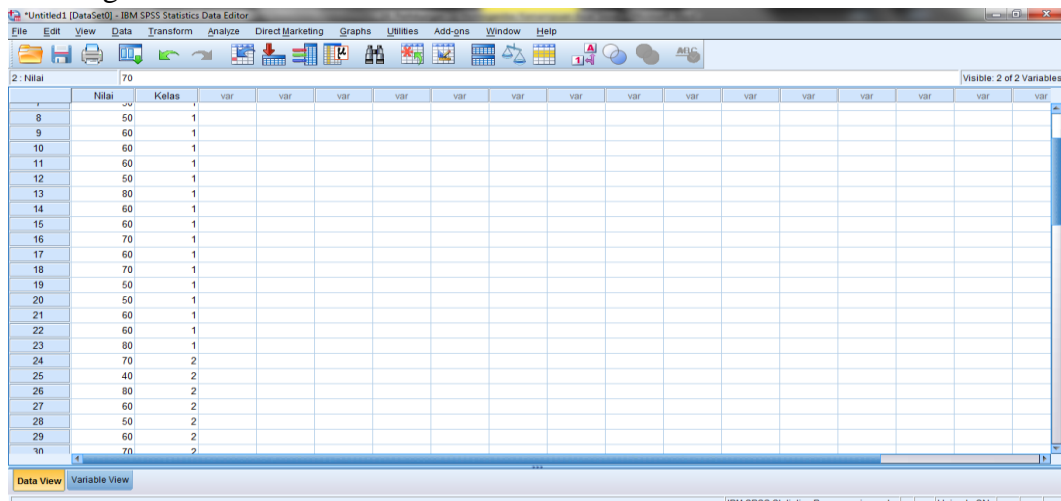 *Untitled1 [DataSet0] - IBM SPSS Statistics Data Editor
File Edit View Data Transform Analyze Direct Marketing Graphs Utilities Add-ons Window Help
2 : Nilai 70 Visible: 2 of 2 Variables
Nilai Kelas var var var var var var var var var var var var var var
7 50 1
8 50 1
9 60 1
10 60 1
11 60 1
12 50 1
13 80 1
14 60 1
15 60 1
16 70 1
17 60 1
18 70 1
19 50 1
20 50 1
21 60 1
22 60 1
23 80 1
24 70 2
25 40 2
26 80 2
27 60 2
28 50 2
29 60 2
30 70 2
Data View Variable View